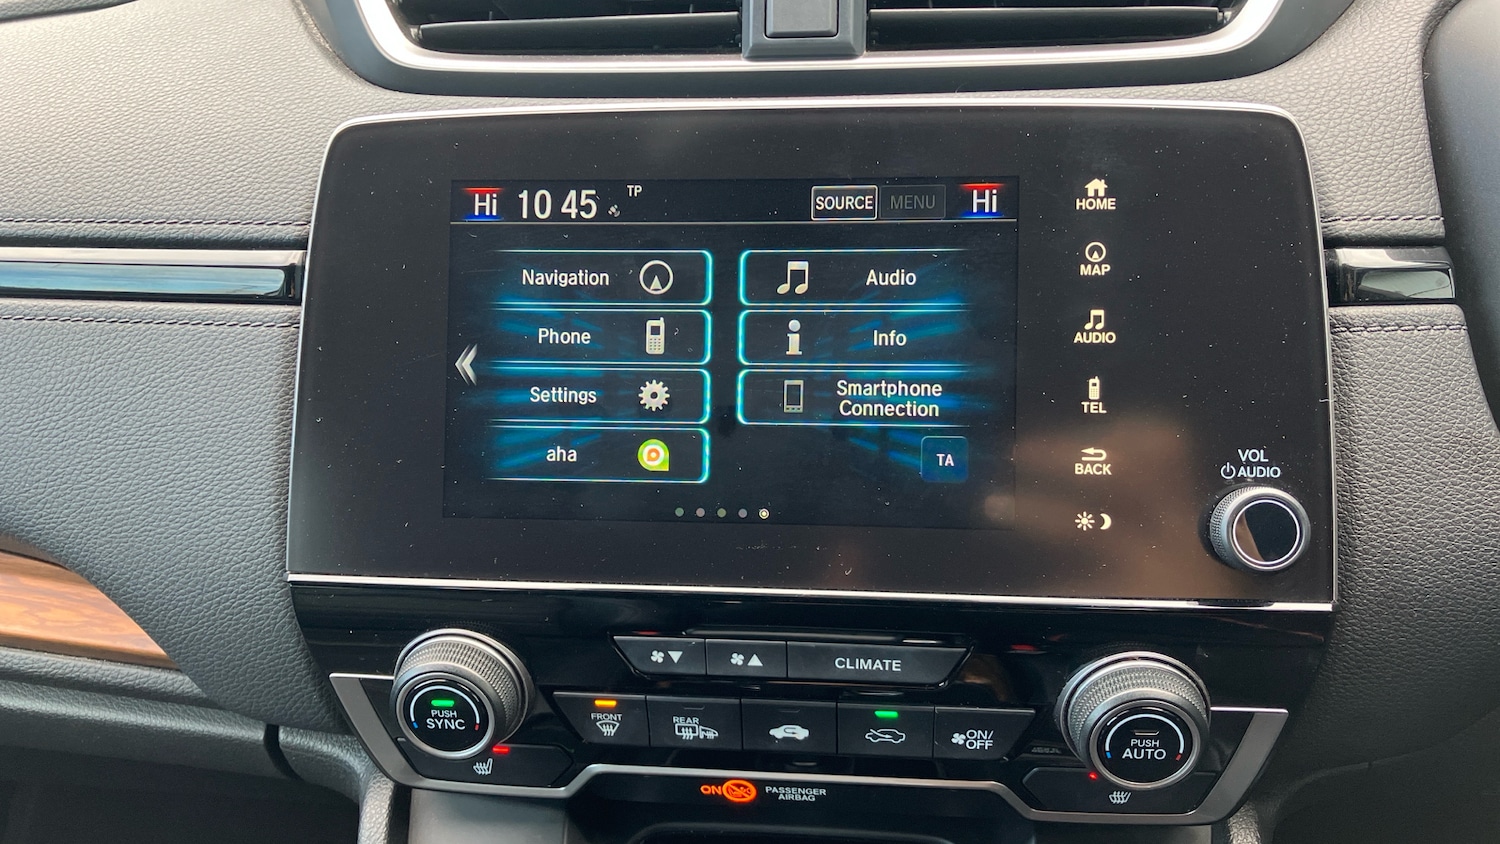 Hi 10 45 TP SOURCE MENU Hi
HOME
Navigation
Audio
MAP
Phone
Info
AUDIO
Settings
Smartphone
Connection
TEL
aha
TA
BACK
VOL
AUDIO
CLIMATE
PUSH
SYNC
FRONT
REAR
ON/
OFF
PUSH
AUTO
ON
PASSENGER
AIRBAG